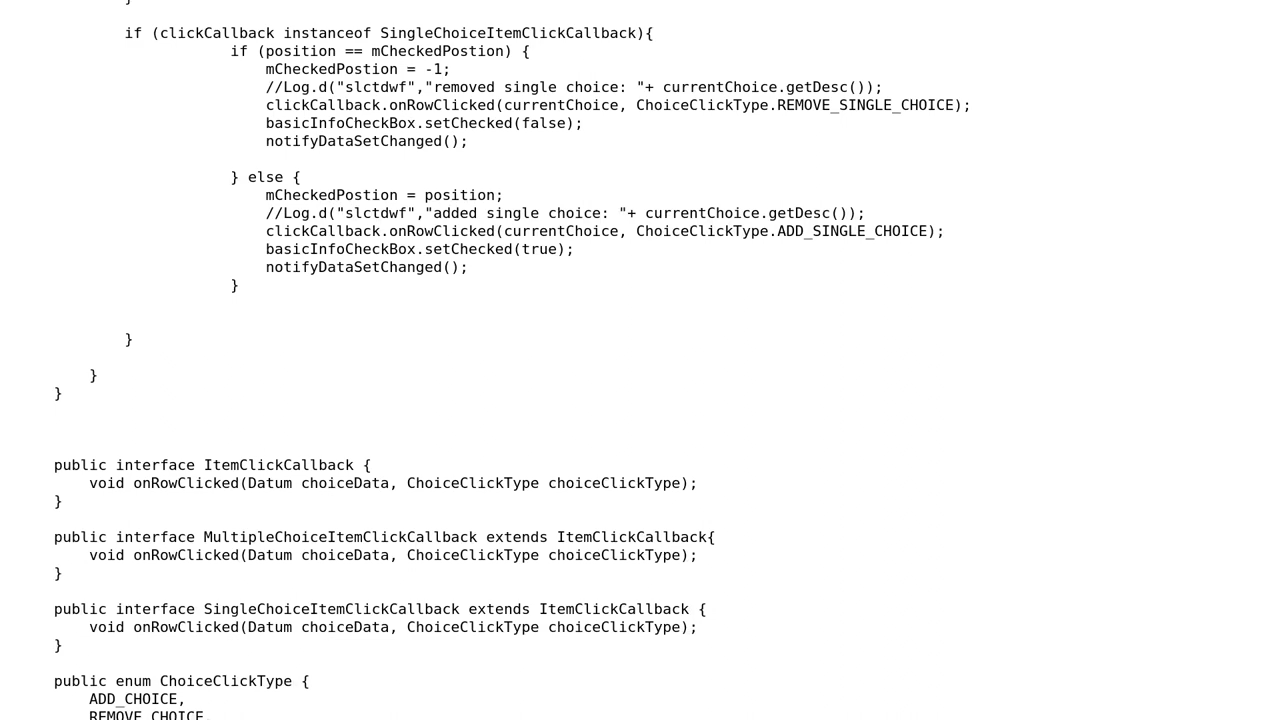 }
if (clickCallback instanceof SingleChoiceItemClickCallback){
if (position == mCheckedPostion) {
mCheckedPostion = -1;
//Log.d("slctdwf","removed single choice: "+ currentChoice.getDesc());
clickCallback.onRowClicked(currentChoice, ChoiceClickType.REMOVE_SINGLE_CHOICE);
basicInfoCheckBox.setChecked(false);
notifyDataSetChanged();
} else {
mCheckedPostion = position;
//Log.d("slctdwf","added single choice: "+ currentChoice.getDesc());
clickCallback.onRowClicked(currentChoice, ChoiceClickType.ADD_SINGLE_CHOICE);
basicInfoCheckBox.setChecked(true);
notifyDataSetChanged();
}
}
}
}
public interface ItemClickCallback {
void onRowClicked(Datum choiceData, ChoiceClickType choiceClickType);
}
public interface MultipleChoiceItemClickCallback extends ItemClickCallback{
void onRowClicked(Datum choiceData, ChoiceClickType choiceClickType);
}
public interface SingleChoiceItemClickCallback extends ItemClickCallback {
void onRowClicked(Datum choiceData, ChoiceClickType choiceClickType);
}
public enum ChoiceClickType {
ADD_CHOICE,
REMOVE_CHOICE,